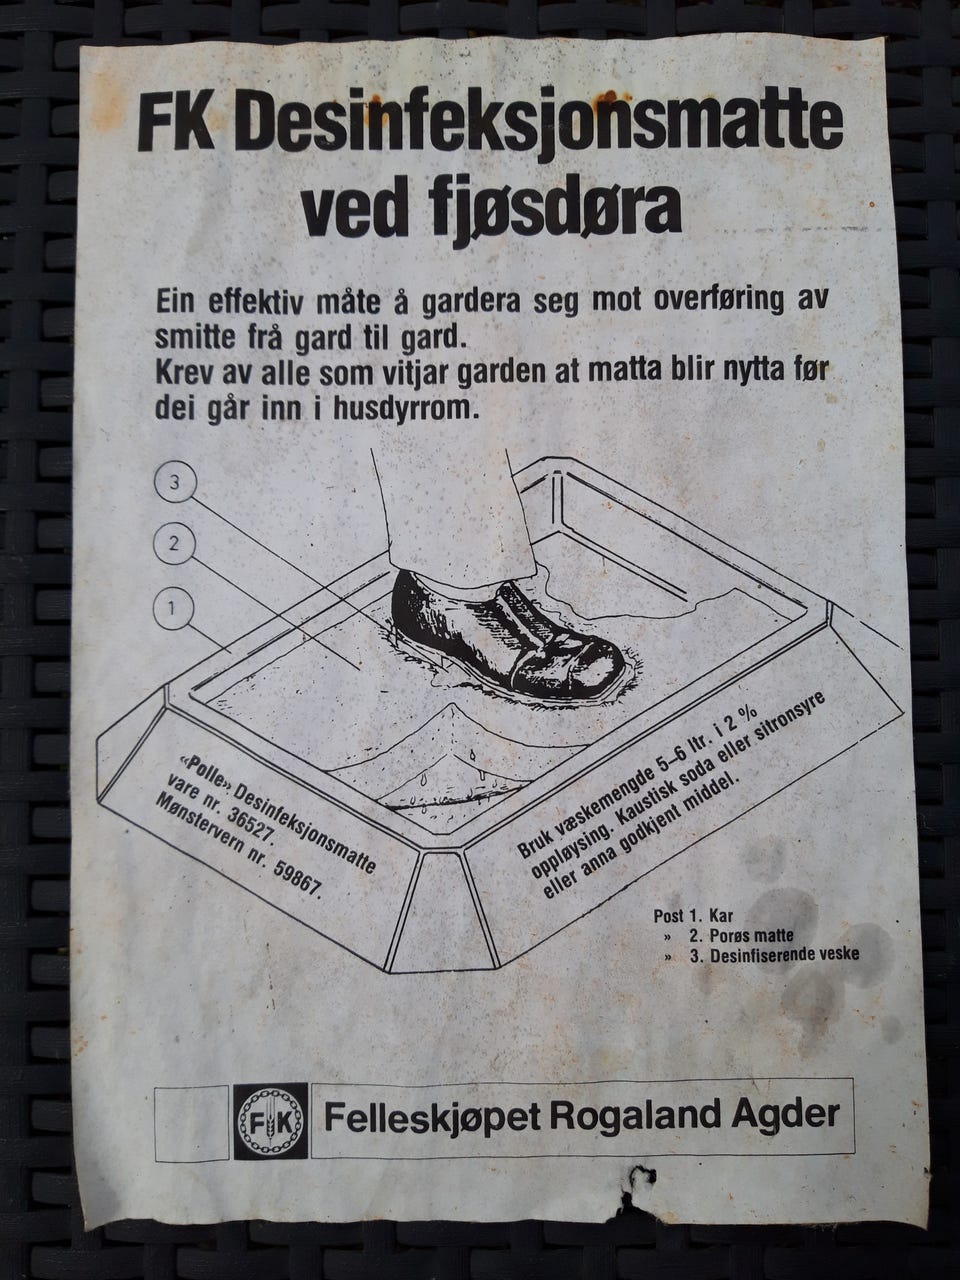 FK Desinfeksjonsmatte
ved fjøsdøra
Ein effektiv måte å gardera seg mot overføring av
smitte frå gard til gard.
Krev av alle som vitjar garden at matta blir nytta før
dei går inn i husdyrrom.
3
2
1
«Polle» Desinfeksjonsmatte
vare nr. 36527.
Mønstervern nr. 59867.
Bruk væskemengde 5–6 ltr. i 2 %
oppløysing. Kaustisk soda eller sitronsyre
eller anna godkjent middel.
Post 1. Kar
» 2. Porøs matte
» 3. Desinfiserende veske
FK
Felleskjøpet Rogaland Agder